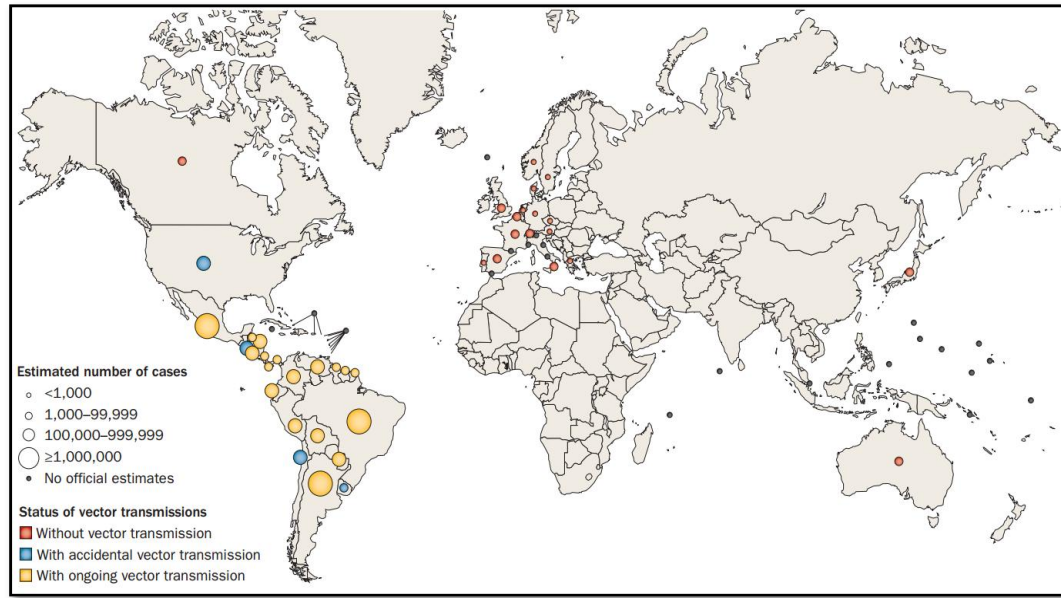 Estimated number of cases
<1,000
1,000–99,999
100,000–999,999
≥1,000,000
No official estimates
Status of vector transmissions
Without vector transmission
With accidental vector transmission
With ongoing vector transmission